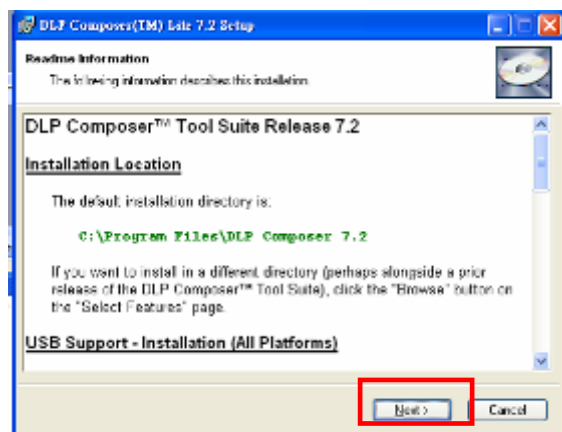 DLP Composer(TM) Lite 7.2 Setup
Readme Information
The following information describes this installation.
DLP Composer™ Tool Suite Release 7.2
Installation Location
The default installation directory is:
C:\Program Files\DLP Composer 7.2
If you want to install in a different directory (perhaps alongside a prior
release of the DLP Composer™ Tool Suite), click the "Browse" button on
the "Select Features" page.
USB Support - Installation (All Platforms)
Next >
Cancel